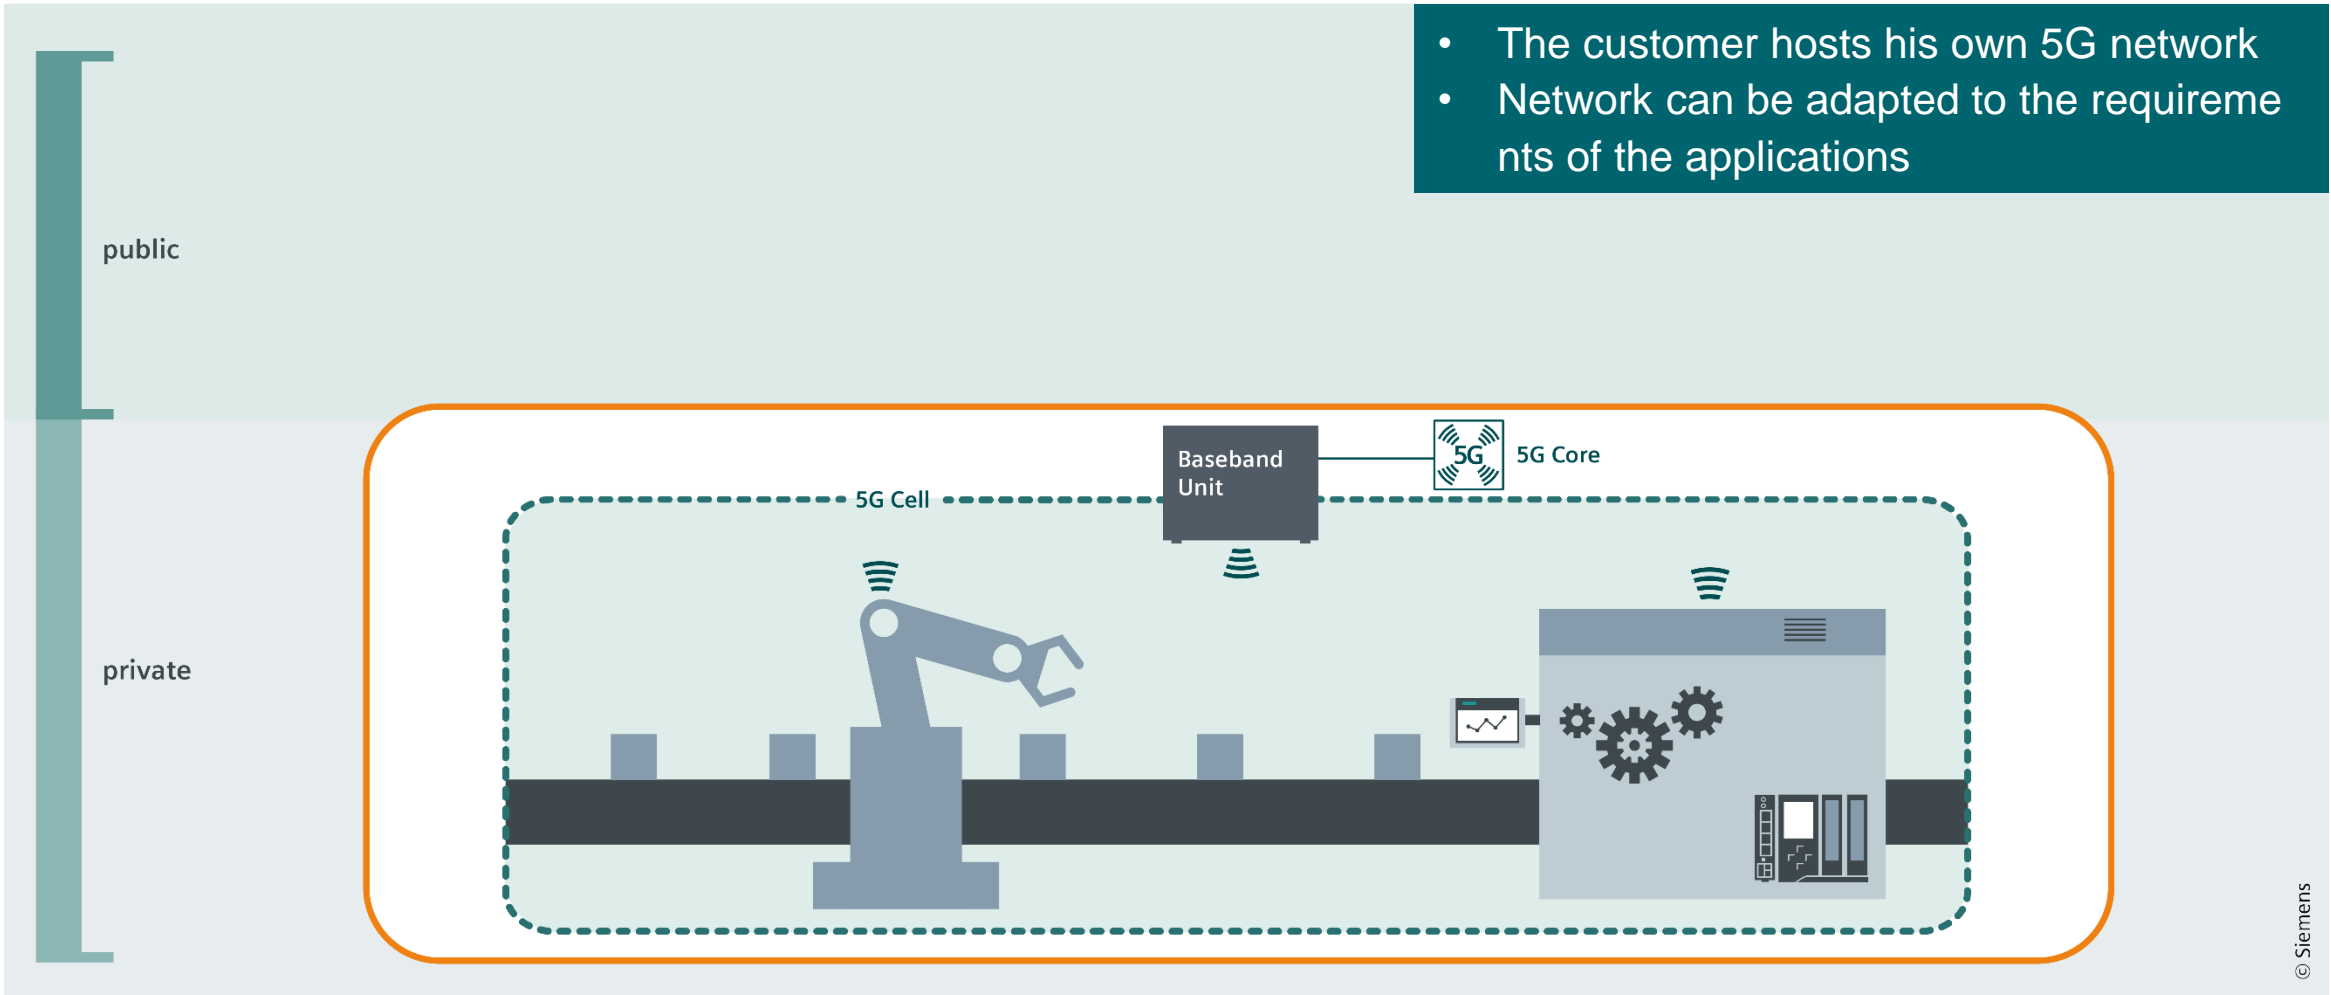 • The customer hosts his own 5G network
• Network can be adapted to the requireme
nts of the applications
public
Baseband
Unit
5G
5G Core
5G Cell
private
© Siemens